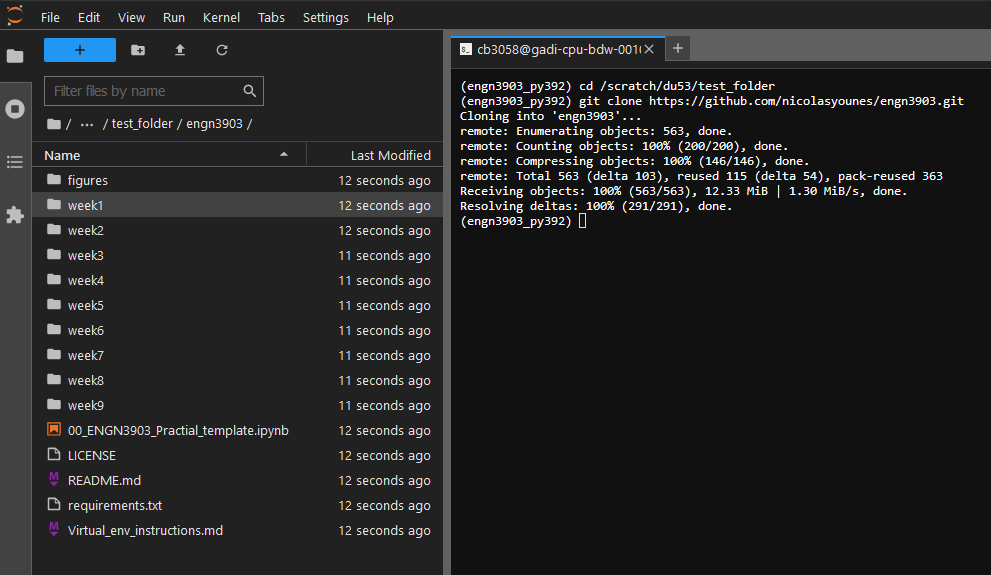 File Edit View Run Kernel Tabs Settings Help
+
Filter files by name
/ ··· / test_folder / engn3903 /
Name Last Modified
figures 12 seconds ago
week1 12 seconds ago
week2 12 seconds ago
week3 11 seconds ago
week4 11 seconds ago
week5 11 seconds ago
week6 11 seconds ago
week7 11 seconds ago
week8 11 seconds ago
week9 11 seconds ago
00_ENGN3903_Practial_template.ipynb 12 seconds ago
LICENSE 12 seconds ago
README.md 12 seconds ago
requirements.txt 12 seconds ago
Virtual_env_instructions.md 12 seconds ago
cb3058@gadi-cpu-bdw-001
(engn3903_py392) cd /scratch/du53/test_folder
(engn3903_py392) git clone https://github.com/nicolasyounes/engn3903.git
Cloning into 'engn3903'...
remote: Enumerating objects: 563, done.
remote: Counting objects: 100% (200/200), done.
remote: Compressing objects: 100% (146/146), done.
remote: Total 563 (delta 103), reused 115 (delta 54), pack-reused 363
Receiving objects: 100% (563/563), 12.33 MiB | 1.30 MiB/s, done.
Resolving deltas: 100% (291/291), done.
(engn3903_py392)